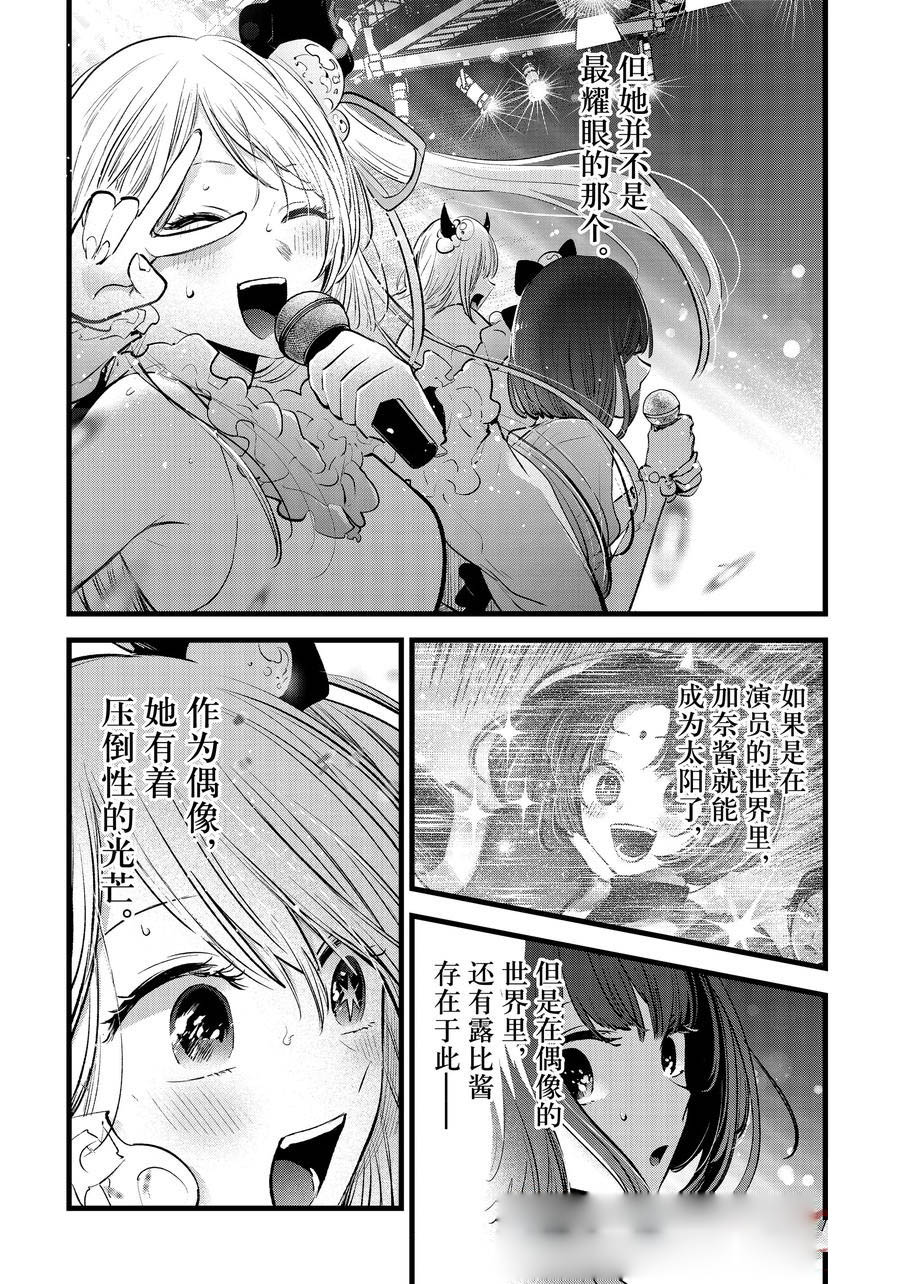 但她并不是
最耀眼的那个。
如果是在
演员的世界里，
加奈酱就能
成为太阳了，
但是在偶像的
世界里，
还有露比酱
存在于此——
作为偶像，
她有着
压倒性的光芒。